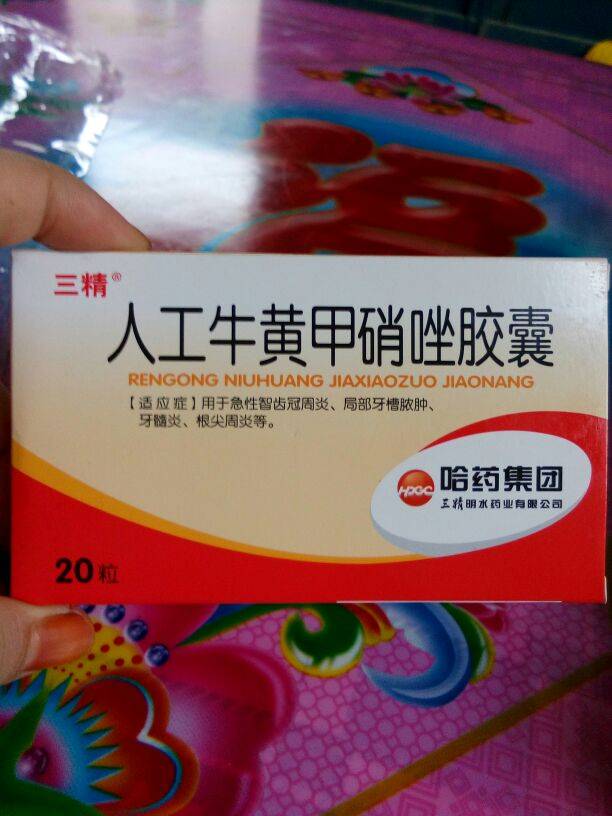 三精®
人工牛黄甲硝唑胶囊
RENGONG NIUHUANG JIAXIAOZUO JIAONANG
【适应症】用于急性智齿冠周炎、局部牙槽脓肿、
牙髓炎、根尖周炎等。
HPGC 哈药集团
三精明水药业有限公司
20粒